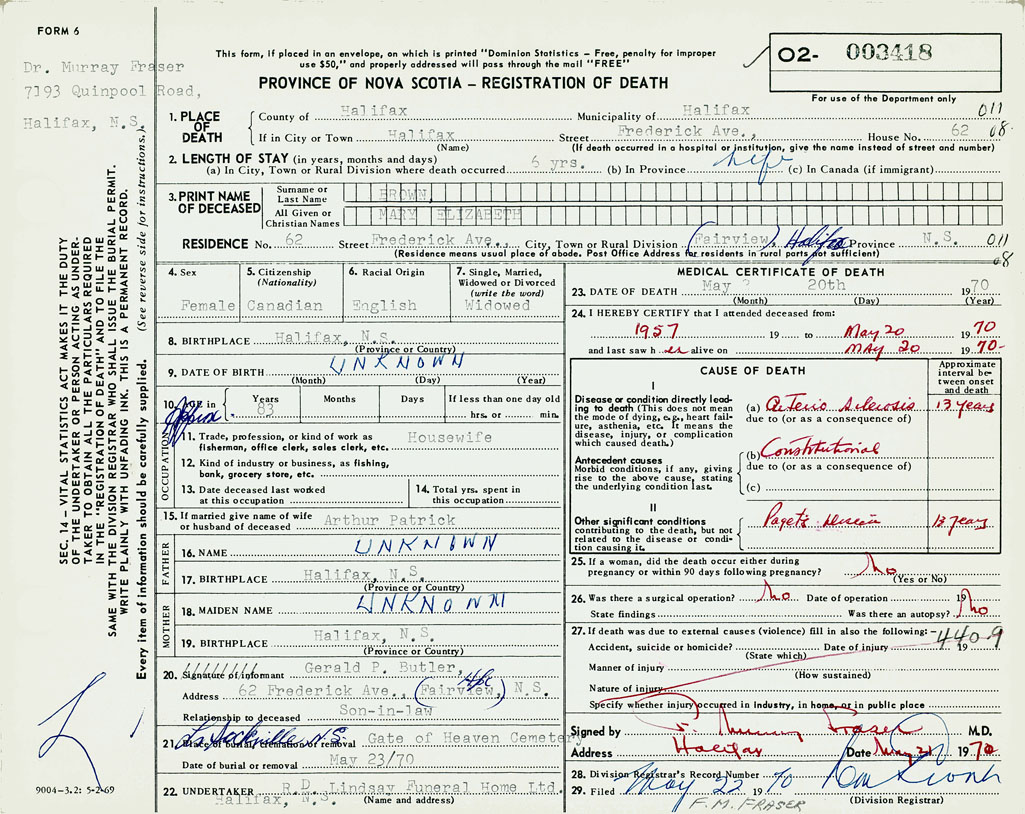 FORM 6
Dr. Murray Fraser
7193 Quinpool Road,
Halifax, N.S.
This form, if placed in an envelope, on which is printed "Dominion Statistics – Free, penalty for improper
use $50," and properly addressed will pass through the mail "FREE"
02- 003418
For use of the Department only
PROVINCE OF NOVA SCOTIA – REGISTRATION OF DEATH
SEC. 14 – VITAL STATISTICS ACT MAKES IT THE DUTY
OF THE UNDERTAKER OR PERSON ACTING AS UNDER-
TAKER TO OBTAIN ALL THE PARTICULARS REQUIRED
IN THE "REGISTRATION OF DEATH" AND TO FILE THE
SAME WITH THE DIVISION REGISTRAR WHO SHALL ISSUE THE BURIAL PERMIT.
WRITE PLAINLY WITH UNFADING INK. THIS IS A PERMANENT RECORD.
Every item of information should be carefully supplied. (See reverse side for instructions.)
1. PLACE OF DEATH
County of Halifax Municipality of Halifax 011
If in City or Town Halifax Street Frederick Ave., House No. 62 08
(Name) (If death occurred in a hospital or institution, give the name instead of street and number)
2. LENGTH OF STAY (in years, months and days)
(a) In City, Town or Rural Division where death occurred 6 yrs. (b) In Province life (c) In Canada (if immigrant)
3. PRINT NAME OF DECEASED
Surname or Last Name BROWN,
All Given or Christian Names MARY ELIZABETH
RESIDENCE No. 62 Street Frederick Ave., City, Town or Rural Division (Fairview), Halifax Province N.S. 011
(Residence means usual place of abode. Post Office Address for residents in rural parts not sufficient) 08
4. Sex Female
5. Citizenship (Nationality) Canadian
6. Racial Origin English
7. Single, Married, Widowed or Divorced (write the word) Widowed
8. BIRTHPLACE Halifax, N.S.
(Province or Country)
9. DATE OF BIRTH UNKNOWN
(Month) (Day) (Year)
10. AGE in Approx Years 83 Months Days If less than one day old
hrs. or min.
OCCUPATION
11. Trade, profession, or kind of work as Housewife
fisherman, office clerk, sales clerk, etc.
12. Kind of industry or business, as fishing,
bank, grocery store, etc.
13. Date deceased last worked
at this occupation
14. Total yrs. spent in
this occupation
15. If married give name of wife
or husband of deceased Arthur Patrick
FATHER
16. NAME UNKNOWN
17. BIRTHPLACE Halifax, N.S.
(Province or Country)
MOTHER
18. MAIDEN NAME UNKNOWN
19. BIRTHPLACE Halifax, N.S.
(Province or Country)
20. Signature of informant Gerald P. Butler,
Address 62 Frederick Ave., (Fairview, Hfx), N.S.
Relationship to deceased Son-in-law
21. Place of burial, cremation or removal L. Sackville N.S. Gate of Heaven Cemetery
Date of burial or removal May 23/70
22. UNDERTAKER R.D. Lindsay Funeral Home Ltd.
Halifax, N.S. (Name and address)
9004-3.2: 5-2-69
MEDICAL CERTIFICATE OF DEATH
23. DATE OF DEATH May 20th 1970
(Month) (Day) (Year)
24. I HEREBY CERTIFY that I attended deceased from:
1957 19 to May 20 1970
and last saw her alive on MAY 20 1970-
CAUSE OF DEATH
Approximate interval between onset and death
I
Disease or condition directly lead-
ing to death (This does not mean
the mode of dying, e.g., heart fail-
ure, asthenia, etc. It means the
disease, injury, or complication
which caused death.)
(a) Arterio Sclerosis 13 years
due to (or as a consequence of)
Antecedent causes
Morbid conditions, if any, giving
rise to the above cause, stating
the underlying condition last.
(b) Constitutional
due to (or as a consequence of)
(c)
II
Other significant conditions
contributing to the death, but not
related to the disease or condi-
tion causing it.
Paget's Disease 13 years
25. If a woman, did the death occur either during
pregnancy or within 90 days following pregnancy? No
(Yes or No)
26. Was there a surgical operation? No Date of operation 19
State findings Was there an autopsy? No
27. If death was due to external causes (violence) fill in also the following: – 440.9
Accident, suicide or homicide? Date of injury 19
(State which)
Manner of injury
(How sustained)
Nature of injury
Specify whether injury occurred in industry, in home, or in public place
Signed by F. Murray Fraser M.D.
Address Halifax Date May 21 1970
28. Division Registrar's Record Number
29. Filed May 22 1970
(Division Registrar)
F.M. FRASER